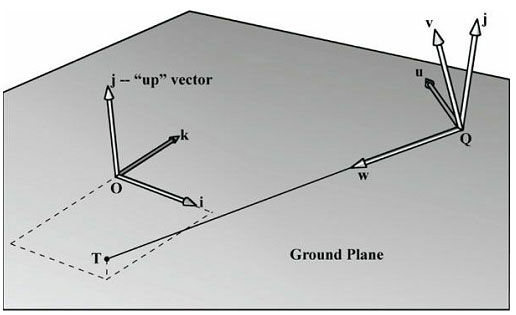 v
j
j – "up" vector
u
k
Q
w
O
i
T
Ground Plane